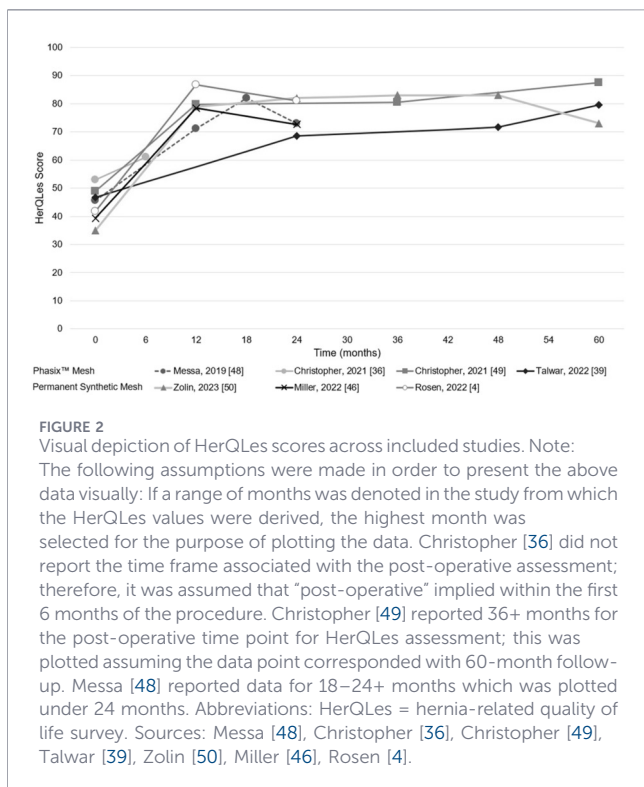 100
90
80
70
60
50
40
30
20
10
0
HerQLes Score
0 6 12 18 24 30 36 42 48 54 60
Time (months)
Phasix™ Mesh Messa, 2019 [48] Christopher, 2021 [36] Christopher, 2021 [49] Talwar, 2022 [39]
Permanent Synthetic Mesh Zolin, 2023 [50] Miller, 2022 [46] Rosen, 2022 [4]
FIGURE 2
Visual depiction of HerQLes scores across included studies. Note:
The following assumptions were made in order to present the above
data visually: If a range of months was denoted in the study from which
the HerQLes values were derived, the highest month was
selected for the purpose of plotting the data. Christopher [36] did not
report the time frame associated with the post-operative assessment;
therefore, it was assumed that “post-operative” implied within the first
6 months of the procedure. Christopher [49] reported 36+ months for
the post-operative time point for HerQLes assessment; this was
plotted assuming the data point corresponded with 60-month follow-
up. Messa [48] reported data for 18–24+ months which was plotted
under 24 months. Abbreviations: HerQLes = hernia-related quality of
life survey. Sources: Messa [48], Christopher [36], Christopher [49],
Talwar [39], Zolin [50], Miller [46], Rosen [4].